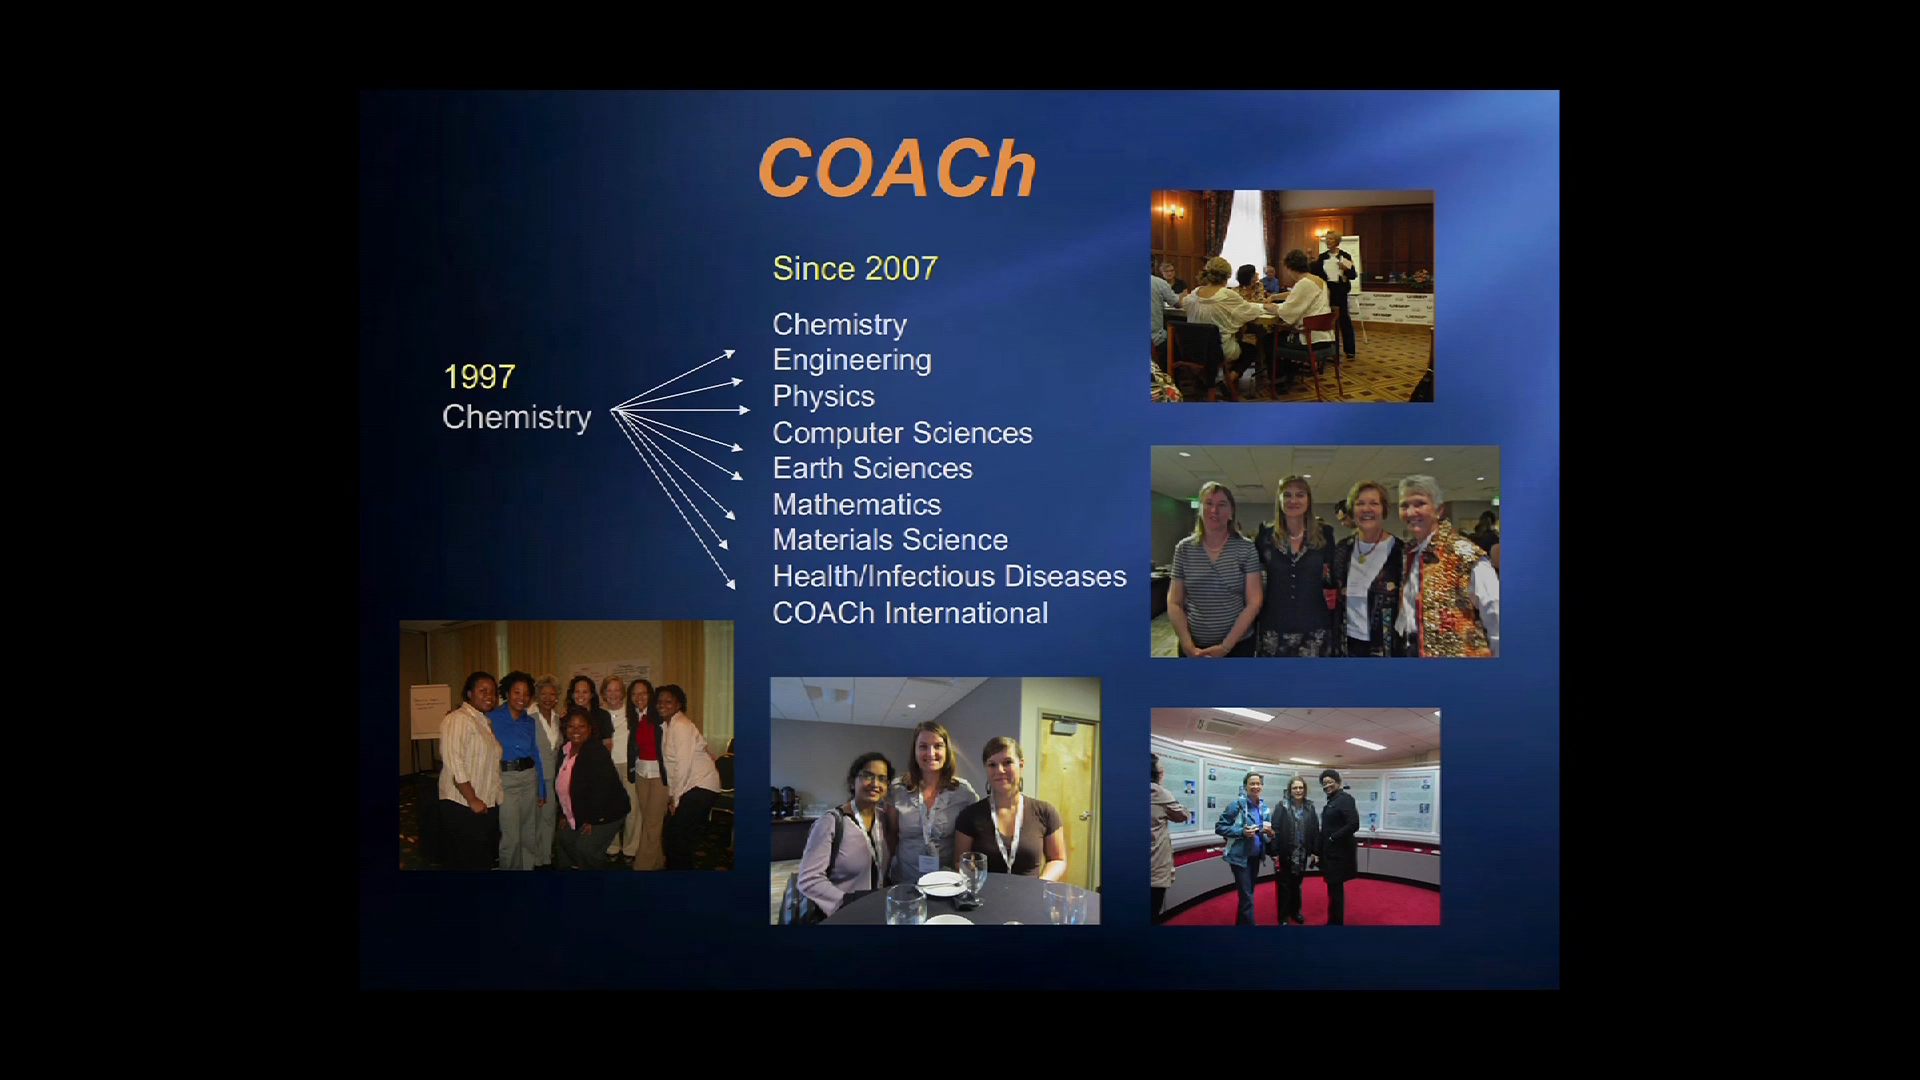 COACh
Since 2007
1997
Chemistry
Chemistry
Engineering
Physics
Computer Sciences
Earth Sciences
Mathematics
Materials Science
Health/Infectious Diseases
COACh International